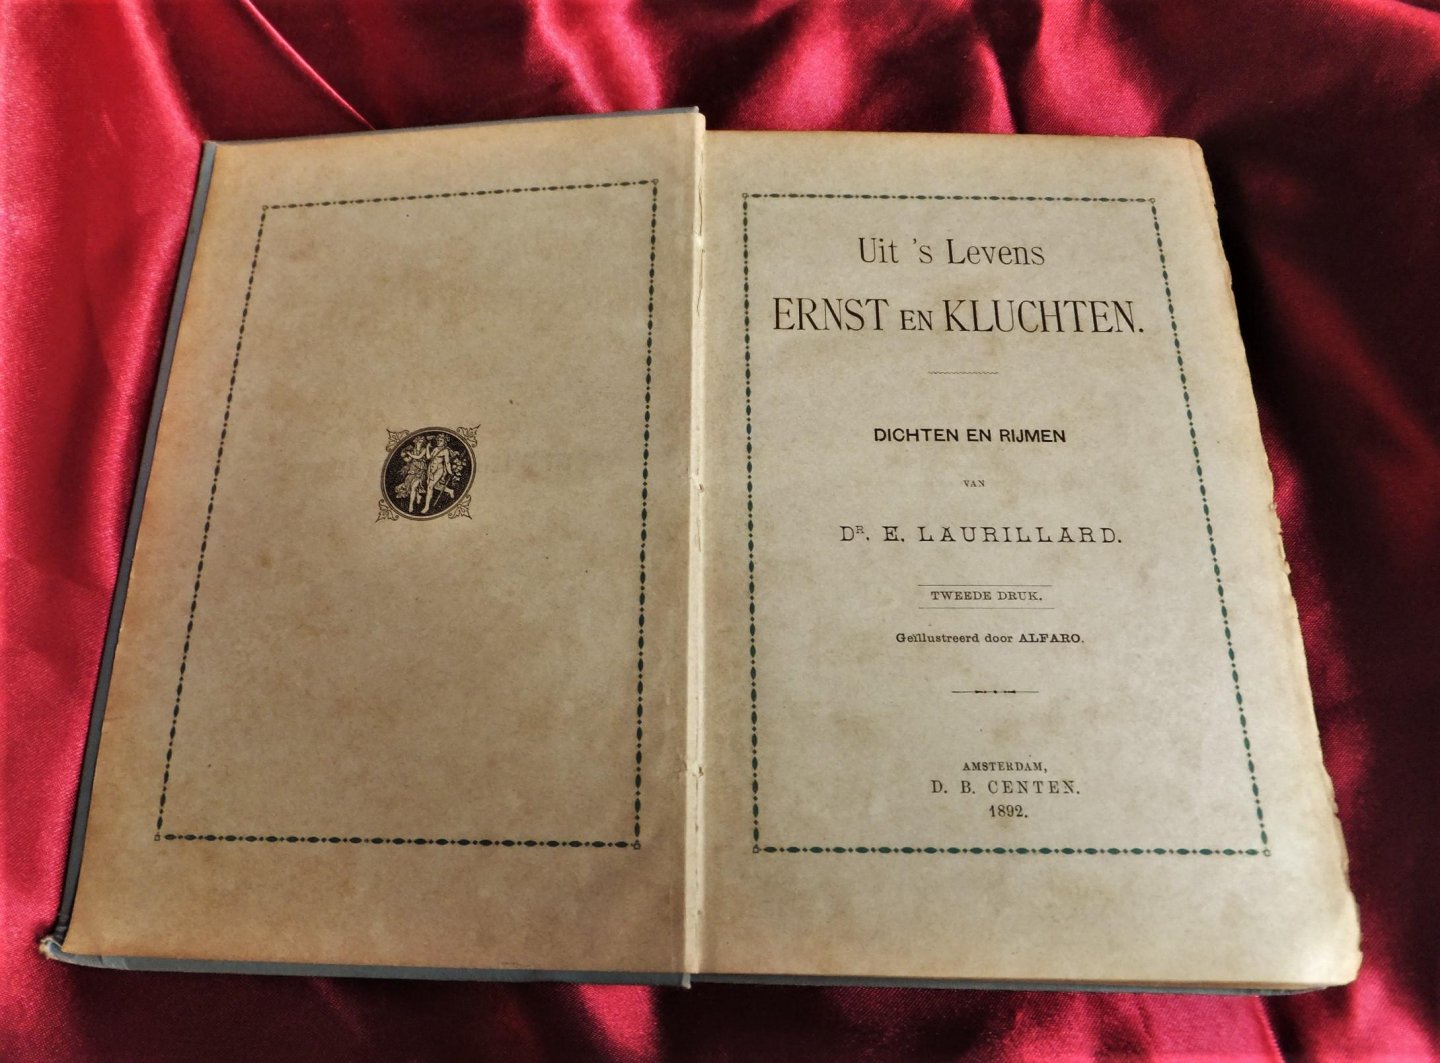 Uit 's Levens
ERNST EN KLUCHTEN.
DICHTEN EN RIJMEN
VAN
DR. E. LAURILLARD.
TWEEDE DRUK.
Geïllustreerd door ALFARO.
AMSTERDAM,
D. B. CENTEN.
1892.